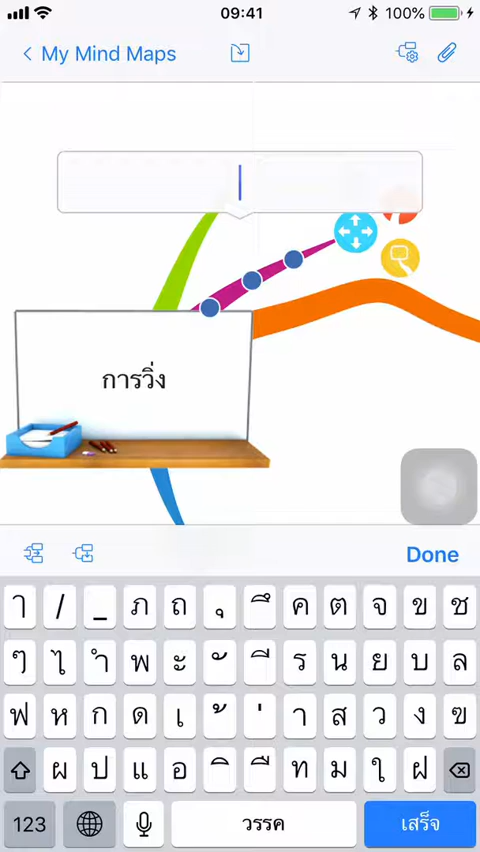 09:41 100%
My Mind Maps
การวิ่ง
Done
ๅ / _ ภ ถ ุ ึ ค ต จ ข ช
ๆ ไ ำ พ ะ ั ี ร น ย บ ล
ฟ ห ก ด เ ้ ่ า ส ว ง ฃ
ผ ป แ อ ิ ื ท ม ใ ฝ
123 วรรค เสร็จ